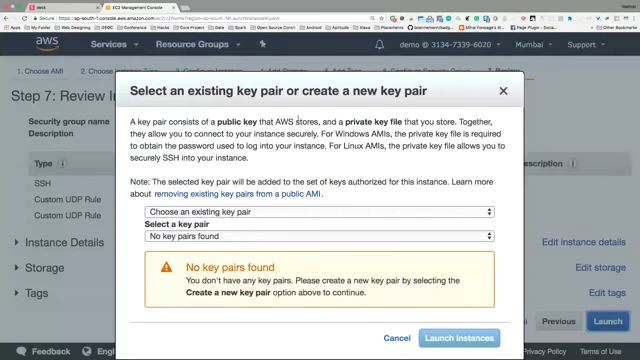 deck
EC2 Management Console
aws
Services
Resource Groups
demo @ 3134-7339-6020
Mumbai
Support
1. Choose AMI
Step 7: Review In
Security group name
Description
Type
Description
SSH
Custom UDP Rule
Custom UDP Rule
Instance Details
Edit instance details
Storage
Edit storage
Tags
Edit tags
Select an existing key pair or create a new key pair
A key pair consists of a public key that AWS stores, and a private key file that you store. Together,
they allow you to connect to your instance securely. For Windows AMIs, the private key file is required
to obtain the password used to log into your instance. For Linux AMIs, the private key file allows you to
securely SSH into your instance.
Note: The selected key pair will be added to the set of keys authorized for this instance. Learn more
about removing existing key pairs from a public AMI .
Choose an existing key pair
Select a key pair
No key pairs found
No key pairs found
You don't have any key pairs. Please create a new key pair by selecting the
Create a new key pair option above to continue.
Cancel
Launch Instances
Previous
Launch
Feedback
English
Privacy Policy
Terms of Use